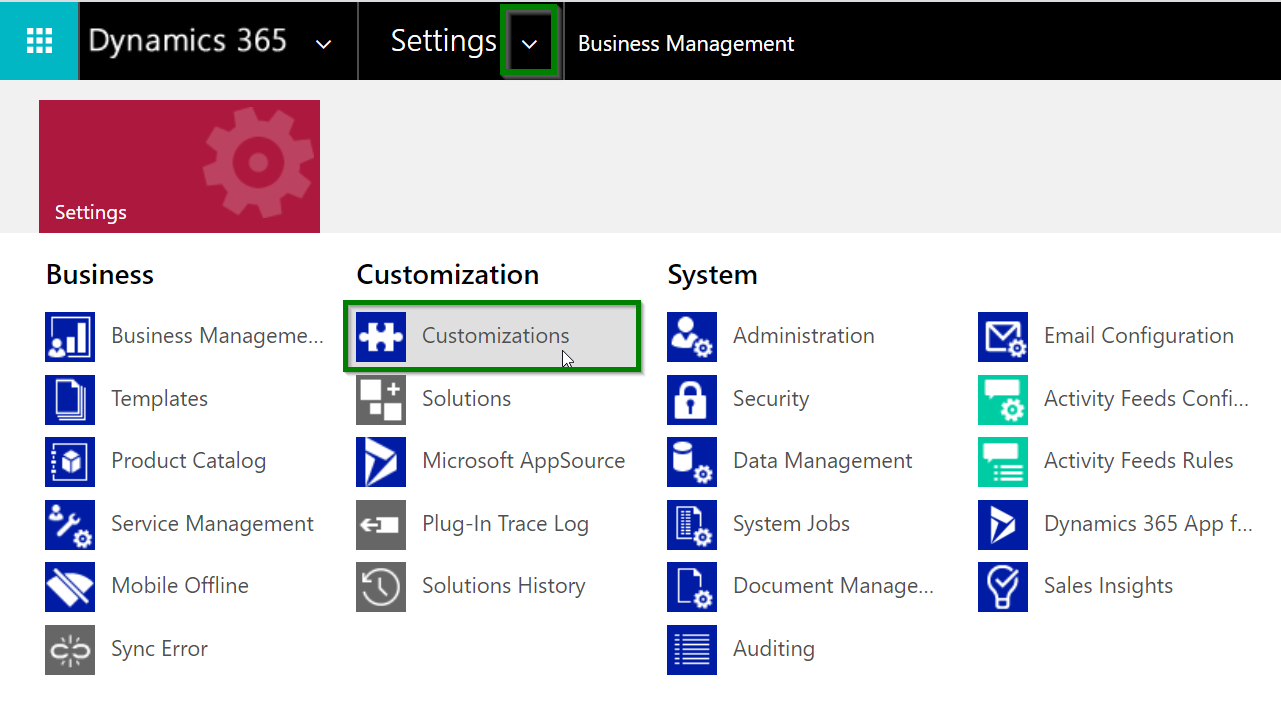 Dynamics 365
Settings
Business Management
Settings
Business
Business Manageme...
Templates
Product Catalog
Service Management
Mobile Offline
Sync Error
Customization
Customizations
Solutions
Microsoft AppSource
Plug-In Trace Log
Solutions History
System
Administration
Security
Data Management
System Jobs
Document Manage...
Auditing
Email Configuration
Activity Feeds Confi...
Activity Feeds Rules
Dynamics 365 App f...
Sales Insights